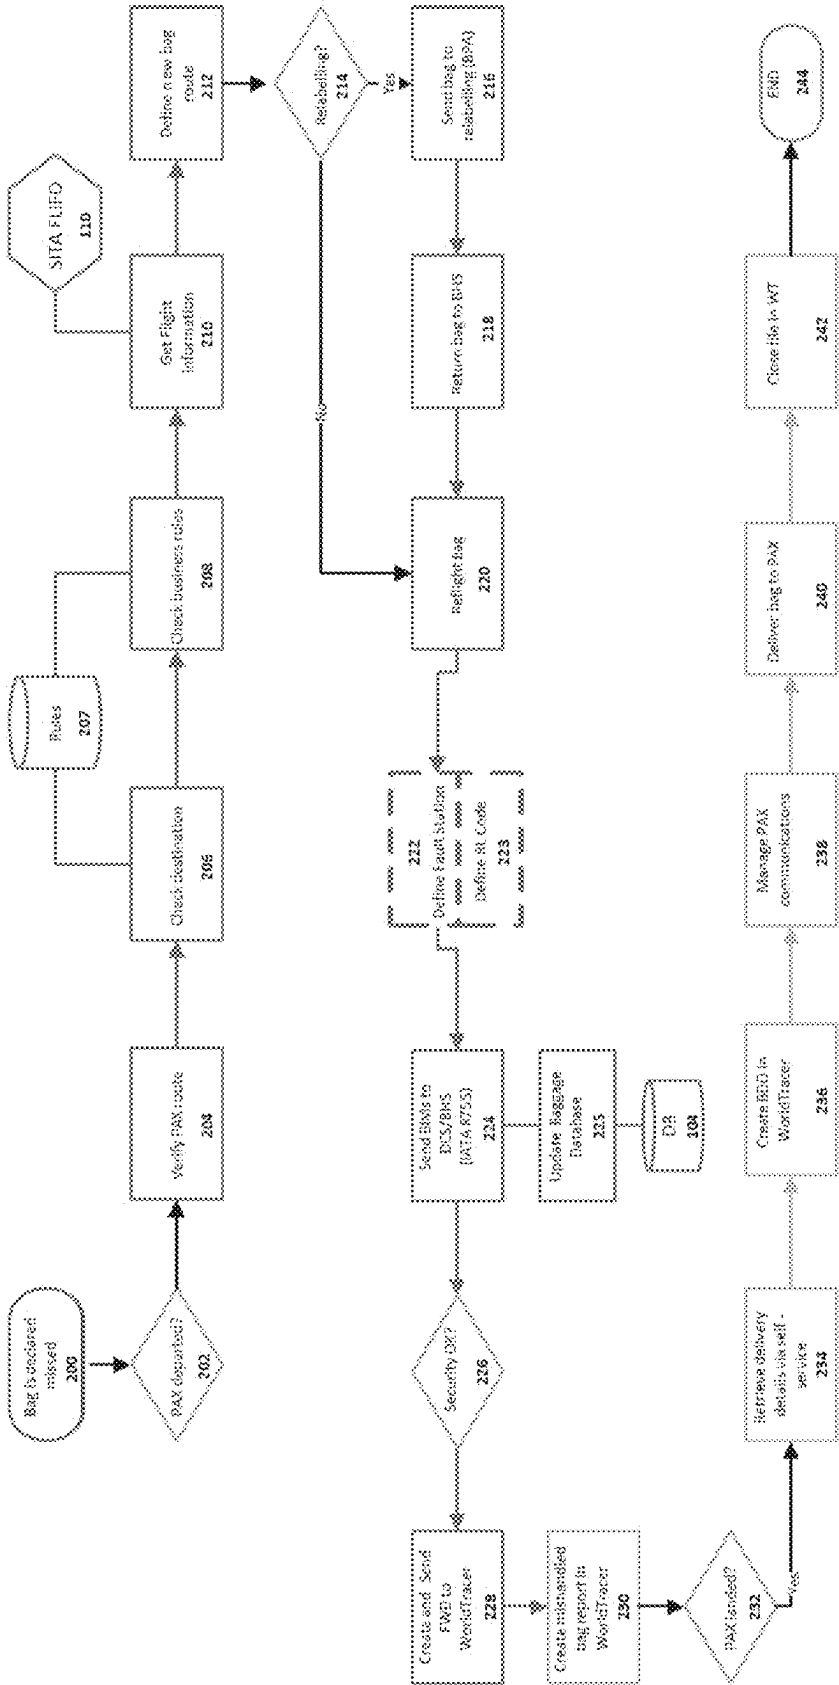 Bag is declared
missed
200
PAX departed?
202
Verify PAX route
204
Check destination
206
Rules
207
Check business rules
208
Get Flight
information
210
SITA FLIFO
110
Define new bag
route
212
Relabelling?
214
Yes
No
Send bag to
relabelling (BPA)
216
Return bag to BHS
218
Reflight Bag
220
222
Define Fault Station
Define RL Code
223
Send BMs to
DCS/BHS
(IATA R755)
224
Update Baggage
Database
225
DB
104
Security OK?
226
Create and Send
FWD to
WorldTracer
228
Create mishandled
bag report in
WorldTracer
230
PAX landed?
232
Yes
Retrieve delivery
details via self -
service
234
Create BDO in
WorldTracer
236
Manage PAX
communications
238
Deliver bag to PAX
240
Close file in WT
242
END
244